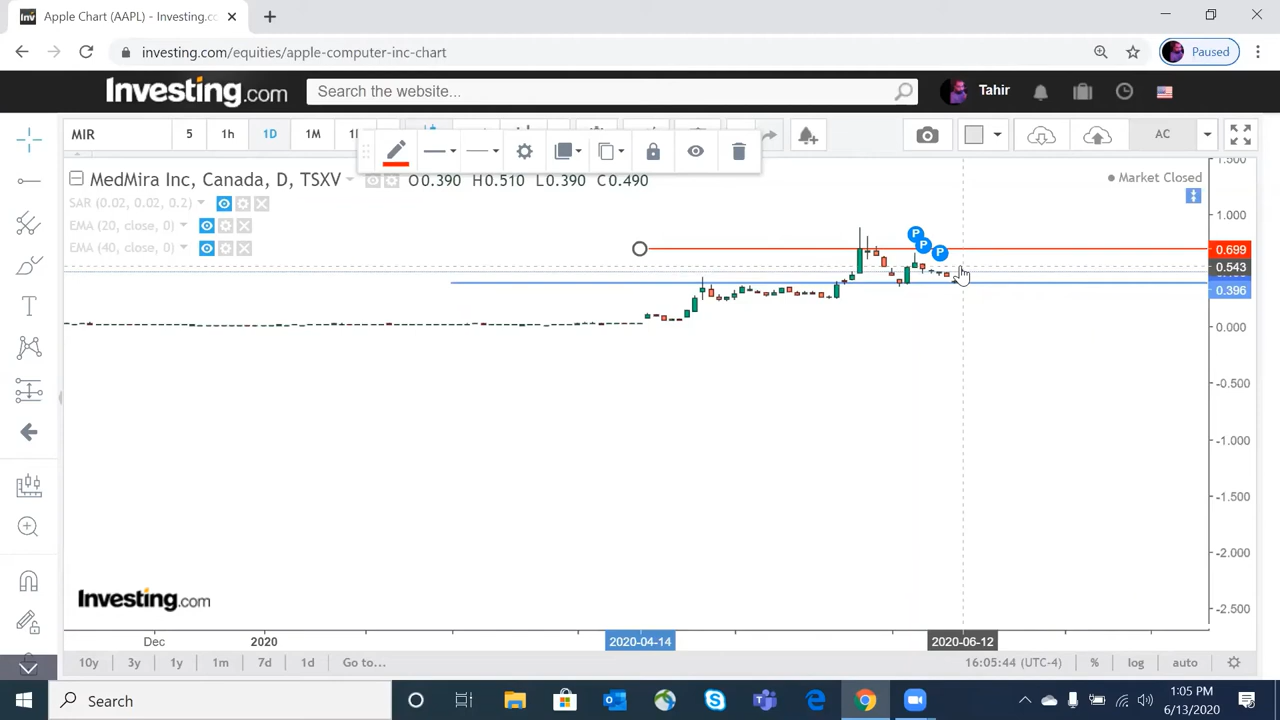 Apple Chart (AAPL) - Investing.co
investing.com/equities/apple-computer-inc-chart
Paused
Investing.com
Search the website...
Tahir
MIR
5
1h
1D
1M
AC
MedMira Inc, Canada, D, TSXV
O0.390 H0.510 L0.390 C0.490
Market Closed
SAR (0.02, 0.02, 0.2)
EMA (20, close, 0)
EMA (40, close, 0)
P
P
P
1.500
1.000
0.699
0.543
0.396
0.000
-0.500
-1.000
-1.500
-2.000
-2.500
Investing.com
Dec
2020
2020-04-14
2020-06-12
10y
3y
1y
1m
7d
1d
Go to...
16:05:44 (UTC-4)
%
log
auto
Search
1:05 PM
6/13/2020